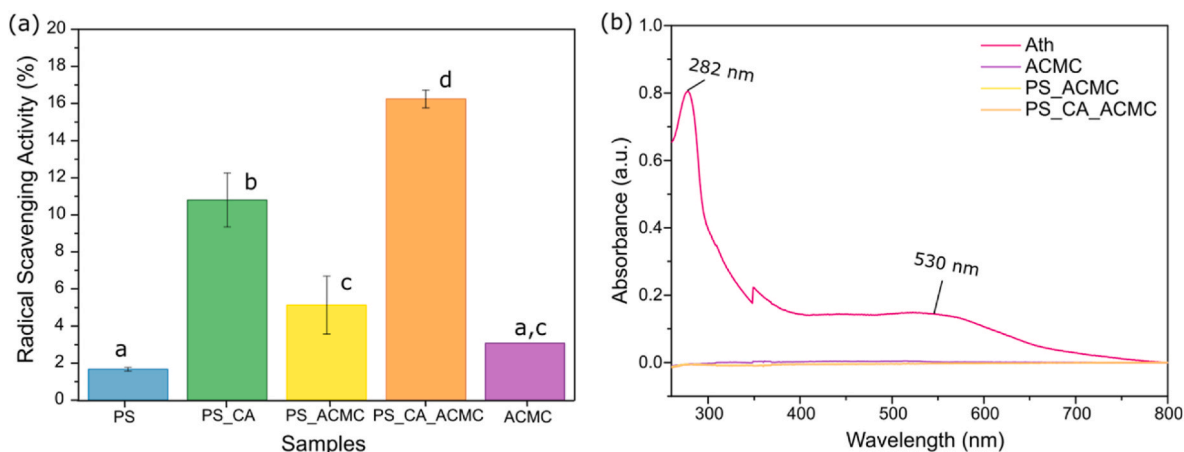 (a)
Radical Scavenging Activity (%)
20
18
16
14
12
10
8
6
4
2
0
a
b
c
d
a,c
PS
PS_CA
PS_ACMC
PS_CA_ACMC
ACMC
Samples
(b)
Absorbance (a.u.)
1.0
0.8
0.6
0.4
0.2
0.0
282 nm
530 nm
Ath
ACMC
PS_ACMC
PS_CA_ACMC
300
400
500
600
700
800
Wavelength (nm)